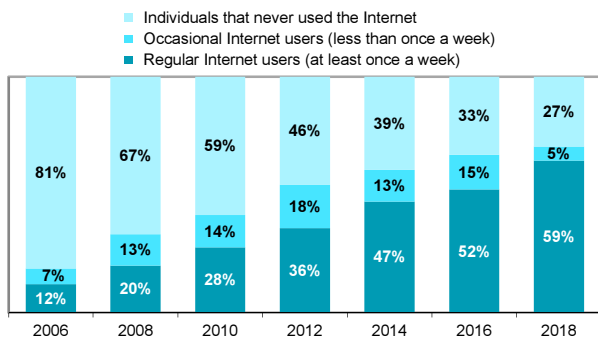 Individuals that never used the Internet
Occasional Internet users (less than once a week)
Regular Internet users (at least once a week)
81% 67% 59% 46% 39% 33% 27%
7% 13% 14% 18% 13% 15% 5%
12% 20% 28% 36% 47% 52% 59%
2006 2008 2010 2012 2014 2016 2018